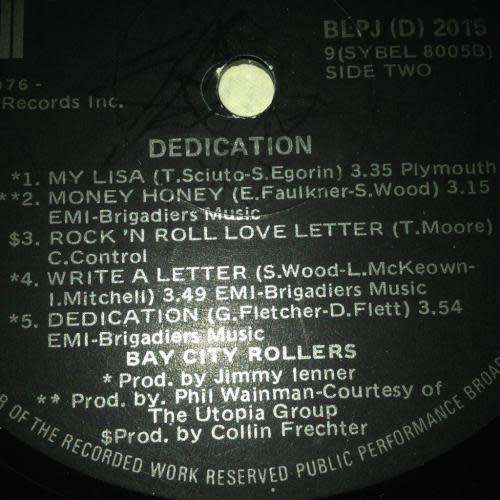 BLPJ (D) 2015
9(SYBEL 8005B)
SIDE TWO
976 -
Records Inc.
DEDICATION
*1. MY LISA (T.Sciuto-S.Egorin) 3.35 Plymouth
**2. MONEY HONEY (E.Faulkner-S.Wood) 3.15
EMI-Brigadiers Music
$3. ROCK 'N ROLL LOVE LETTER (T.Moore)
C.Control
*4. WRITE A LETTER (S.Wood-L.McKeown-
I.Mitchell) 3.49 EMI-Brigadiers Music
*5. DEDICATION (G.Fletcher-D.Flett) 3.54
EMI-Brigadiers Music
BAY CITY ROLLERS
* Prod. by Jimmy Ienner
** Prod. by. Phil Wainman-Courtesy of
The Utopia Group
$Prod. by Collin Frechter
R OF THE RECORDED WORK RESERVED PUBLIC PERFORMANCE BROA